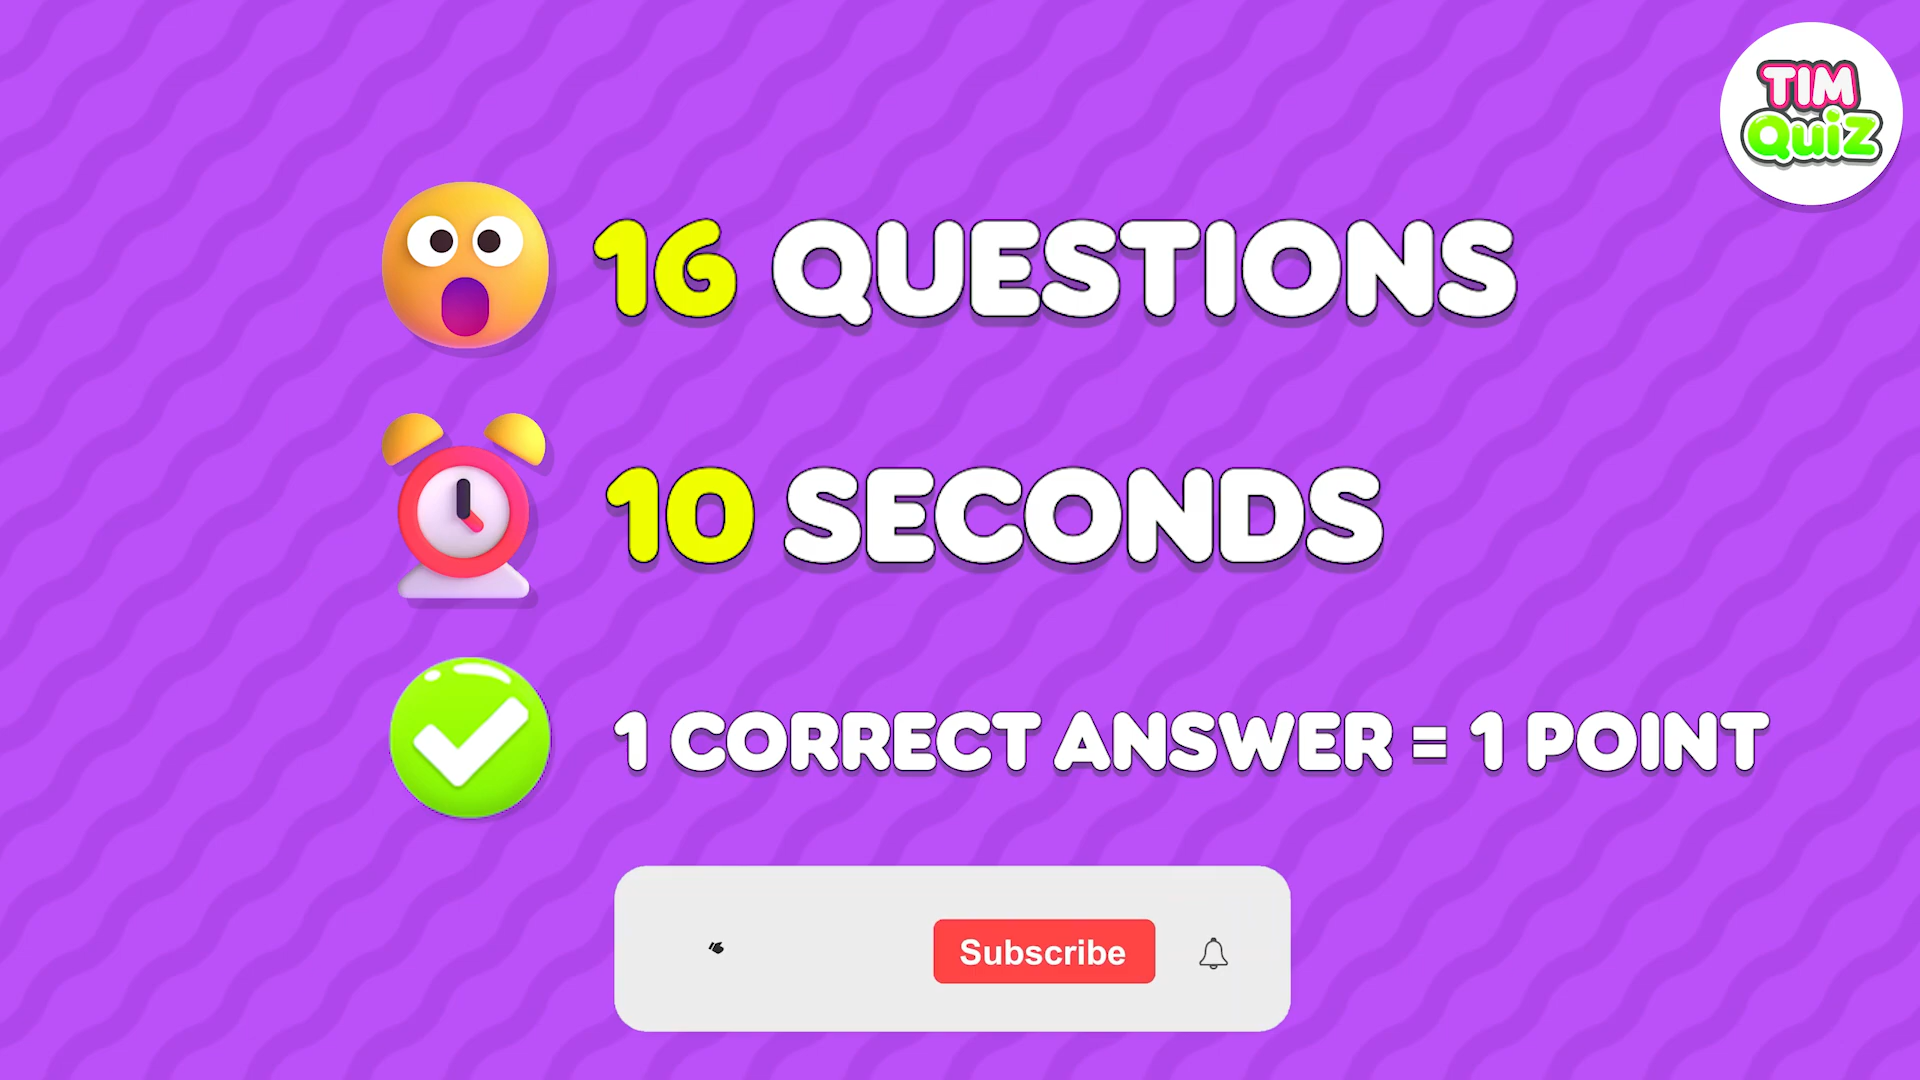 TIM
QuiZ
16 QUESTIONS
10 SECONDS
1 CORRECT ANSWER = 1 POINT
Subscribe